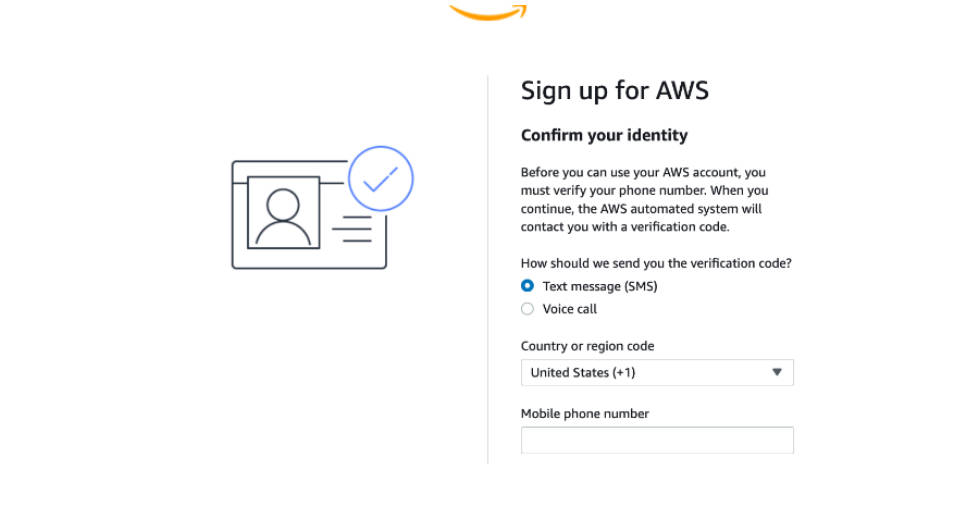 Sign up for AWS
Confirm your identity
Before you can use your AWS account, you
must verify your phone number. When you
continue, the AWS automated system will
contact you with a verification code.
How should we send you the verification code?
Text message (SMS)
Voice call
Country or region code
United States (+1)
Mobile phone number